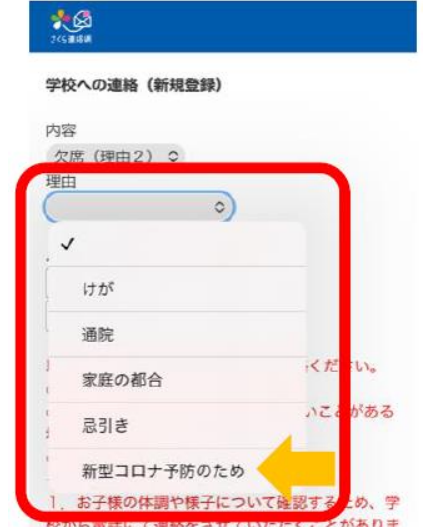 さくら連絡網
学校への連絡（新規登録）
内容
欠席（理由２）
理由
けが
通院
家庭の都合
ください。
忌引き
いことがある
新型コロナ予防のため
1．お子様の体調や様子について確認するため、学